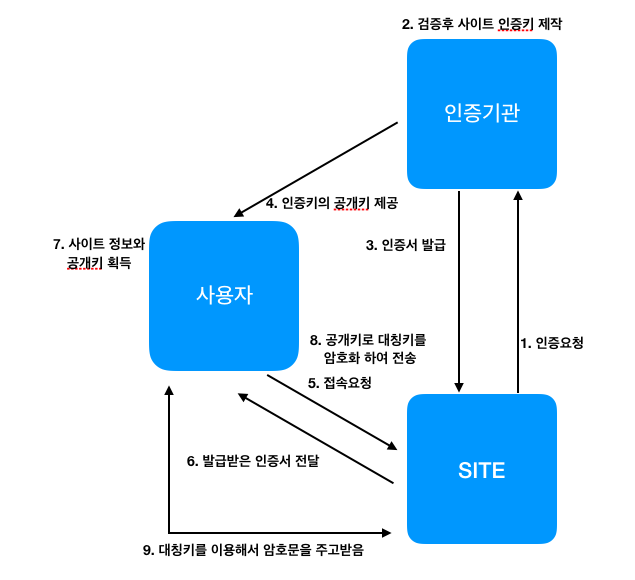 2. 검증후 사이트 인증키 제작
인증기관
4. 인증키의 공개키 제공
7. 사이트 정보와
공개키 획득
3. 인증서 발급
사용자
8. 공개키로 대칭키를
암호화 하여 전송
1. 인증요청
5. 접속요청
6. 발급받은 인증서 전달
SITE
9. 대칭키를 이용해서 암호문을 주고받음